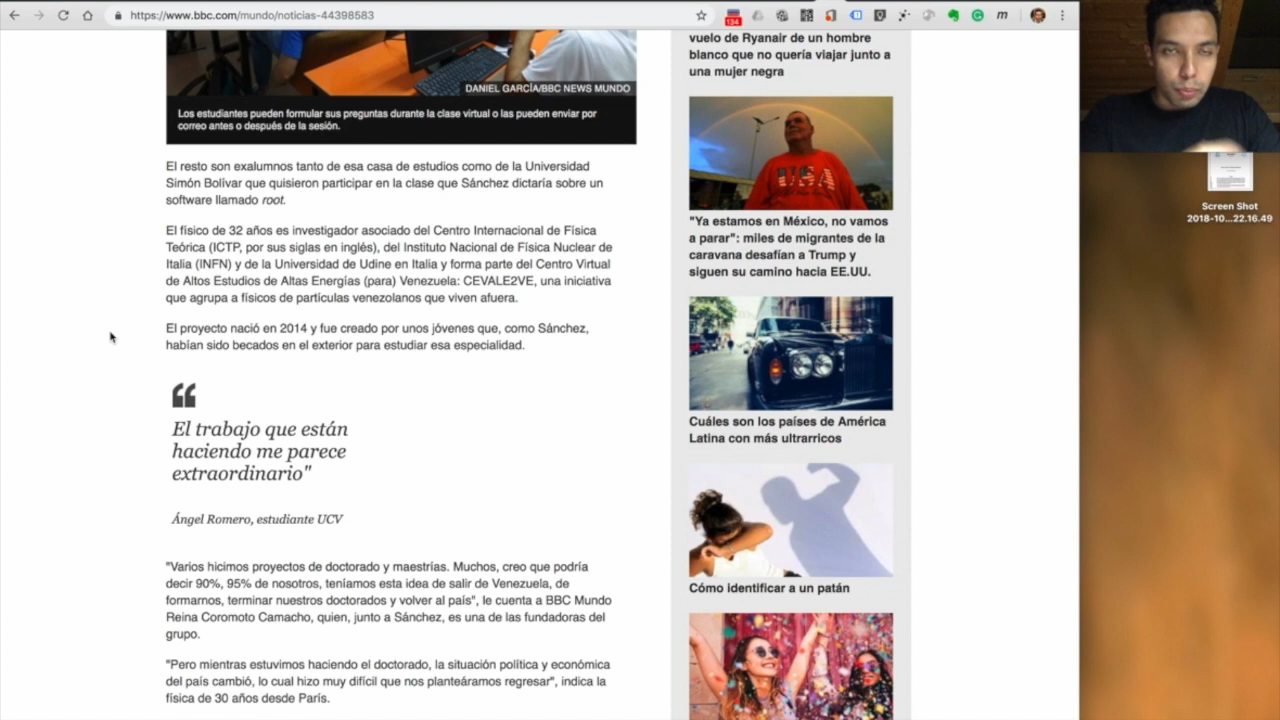 https://www.bbc.com/mundo/noticias-44398583
134
m
DANIEL GARCÍA/BBC NEWS MUNDO
Los estudiantes pueden formular sus preguntas durante la clase virtual o las pueden enviar por
correo antes o después de la sesión.
El resto son exalumnos tanto de esa casa de estudios como de la Universidad
Simón Bolívar que quisieron participar en la clase que Sánchez dictaría sobre un
software llamado root.
El físico de 32 años es investigador asociado del Centro Internacional de Física
Teórica (ICTP, por sus siglas en inglés), del Instituto Nacional de Física Nuclear de
Italia (INFN) y de la Universidad de Udine en Italia y forma parte del Centro Virtual
de Altos Estudios de Altas Energías (para) Venezuela: CEVALE2VE, una iniciativa
que agrupa a físicos de partículas venezolanos que viven afuera.
El proyecto nació en 2014 y fue creado por unos jóvenes que, como Sánchez,
habían sido becados en el exterior para estudiar esa especialidad.
“
El trabajo que están
haciendo me parece
extraordinario"
Ángel Romero, estudiante UCV
"Varios hicimos proyectos de doctorado y maestrías. Muchos, creo que podría
decir 90%, 95% de nosotros, teníamos esta idea de salir de Venezuela, de
formarnos, terminar nuestros doctorados y volver al país", le cuenta a BBC Mundo
Reina Coromoto Camacho, quien, junto a Sánchez, es una de las fundadoras del
grupo.
"Pero mientras estuvimos haciendo el doctorado, la situación política y económica
del país cambió, lo cual hizo muy difícil que nos planteáramos regresar", indica la
física de 30 años desde París.
vuelo de Ryanair de un hombre
blanco que no quería viajar junto a
una mujer negra
USA
"Ya estamos en México, no vamos
a parar": miles de migrantes de la
caravana desafían a Trump y
siguen su camino hacia EE.UU.
Cuáles son los países de América
Latina con más ultrarricos
Cómo identificar a un patán
Screen Shot
2018-10...22.16.49